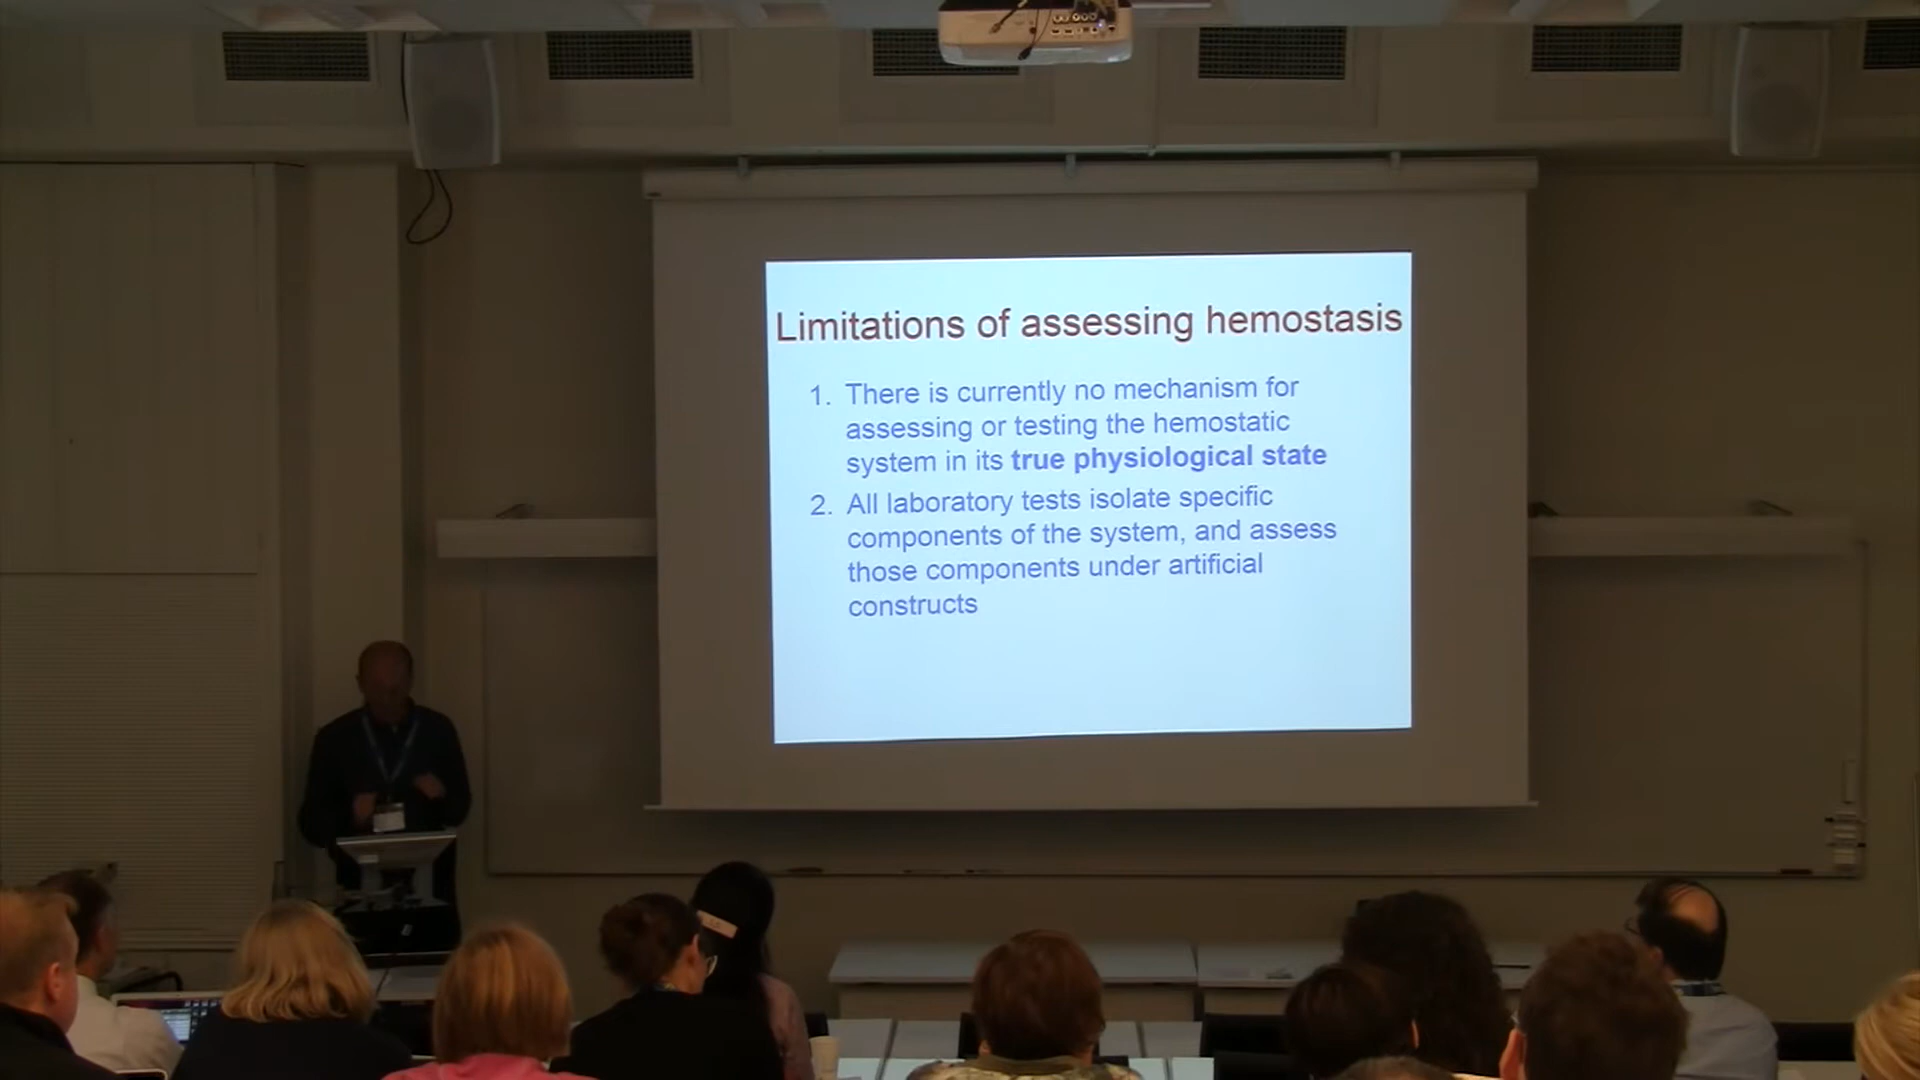 Limitations of assessing hemostasis
1. There is currently no mechanism for
assessing or testing the hemostatic
system in its true physiological state
2. All laboratory tests isolate specific
components of the system, and assess
those components under artificial
constructs